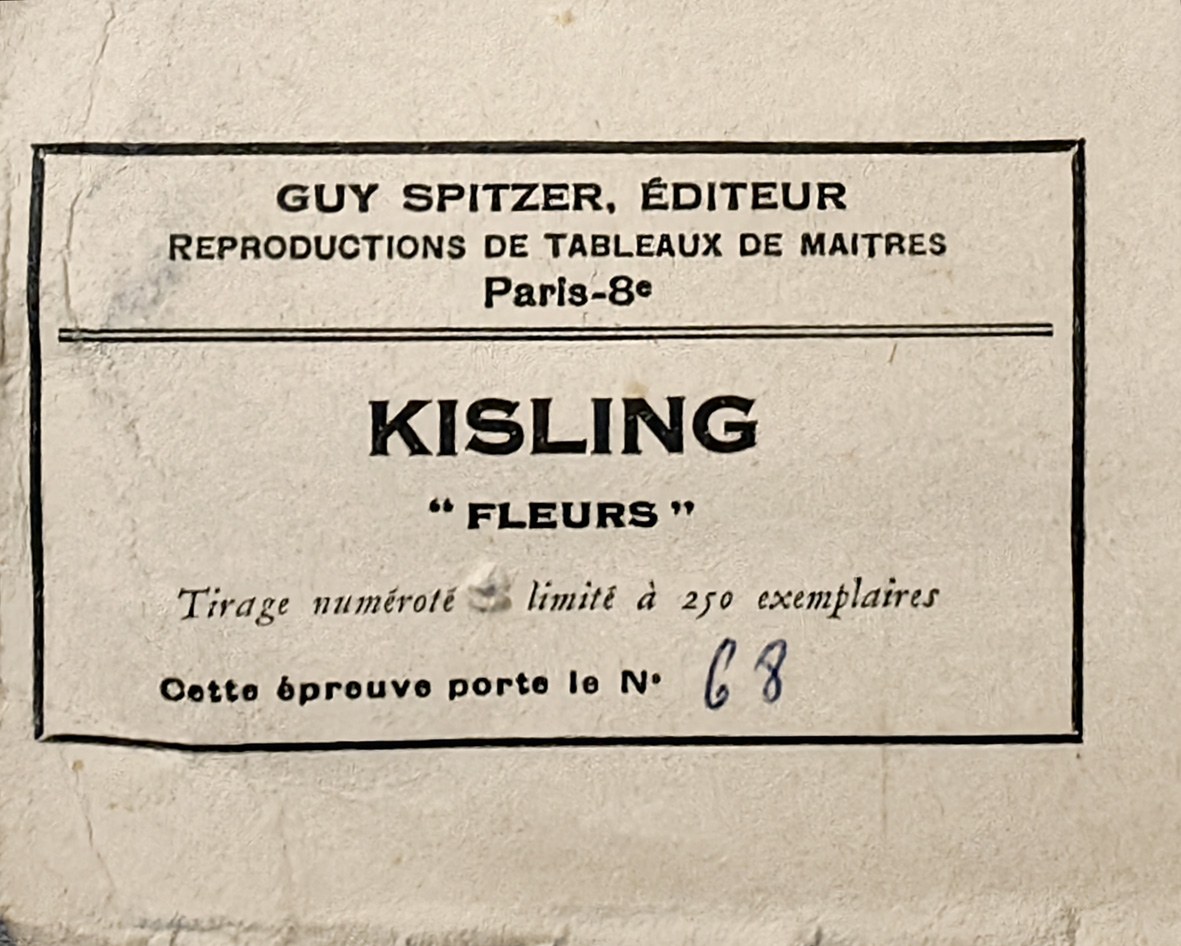 GUY SPITZER, ÉDITEUR
REPRODUCTIONS DE TABLEAUX DE MAITRES
Paris-8e
KISLING
“ FLEURS ”
Tirage numéroté limité à 250 exemplaires
Cette épreuve porte le N° 68